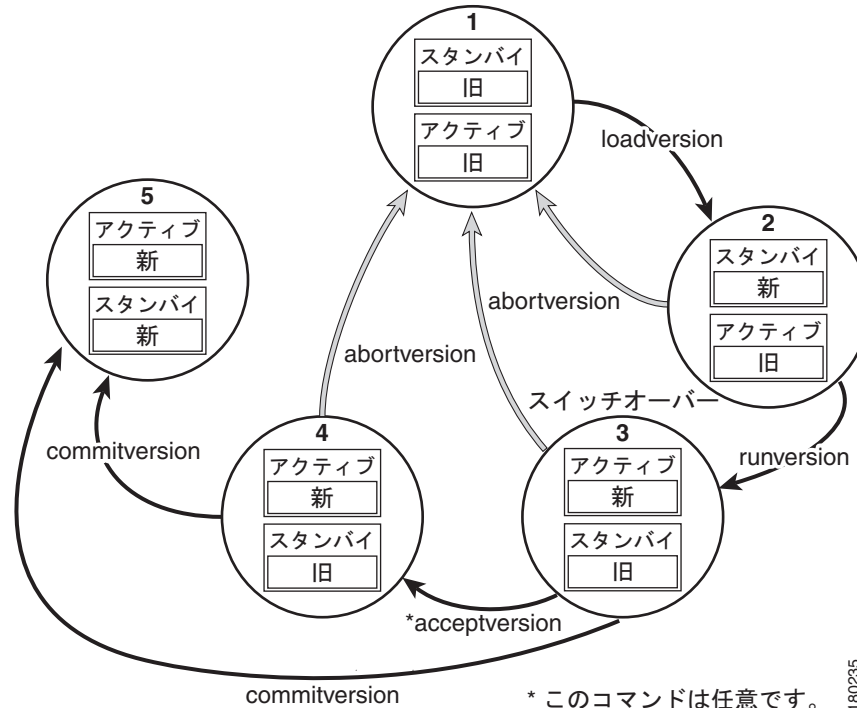 1
スタンバイ
旧
アクティブ
旧
loadversion
5
アクティブ
新
スタンバイ
新
2
スタンバイ
新
アクティブ
旧
abortversion
abortversion
スイッチオーバー
commitversion
4
アクティブ
新
スタンバイ
旧
3
アクティブ
新
スタンバイ
旧
runversion
*acceptversion
commitversion
* このコマンドは任意です。
180235